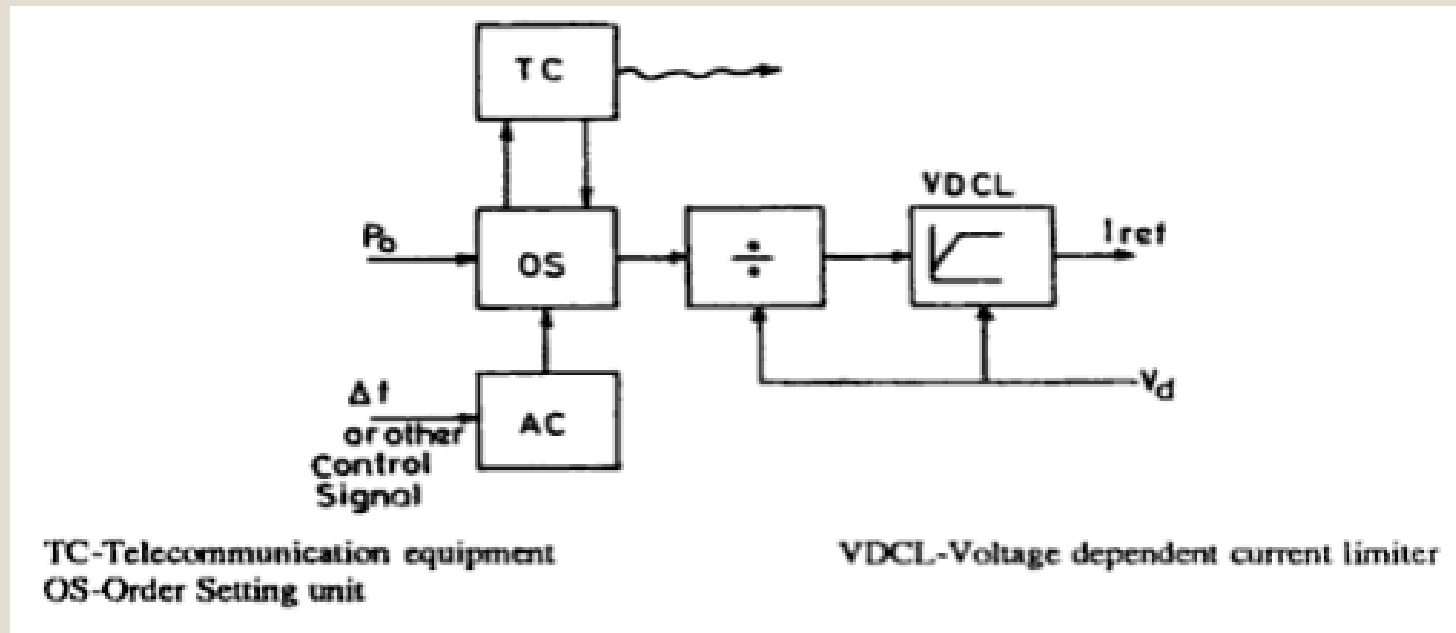 TC
VDCL
Po
OS
÷
I ref
Δf
AC
Vd
or other
Control
Signal
TC-Telecommunication equipment
VDCL-Voltage dependent current limiter
OS-Order Setting unit